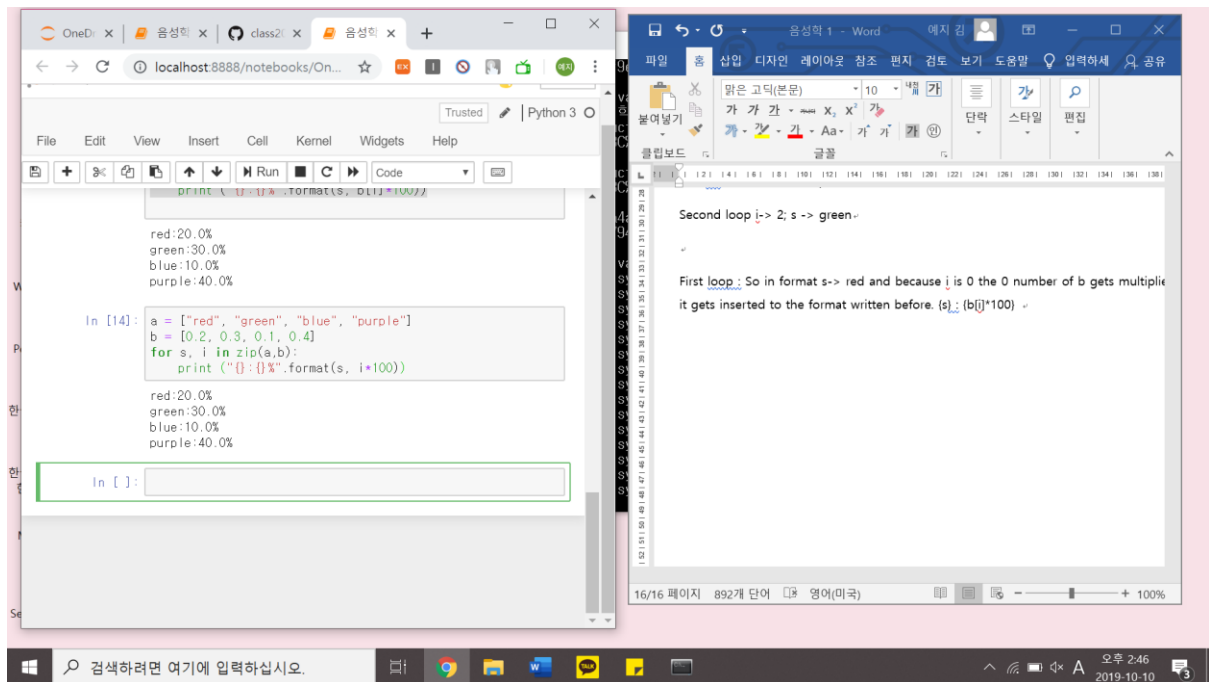 OneDr
음성학
class2
음성학
음성학 1 - Word
예지 김
localhost:8888/notebooks/On...
EX
예지
파일 홈 삽입 디자인 레이아웃 참조 편지 검토 보기 도움말 입력하세 공유
Trusted
Python 3
File Edit View Insert Cell Kernel Widgets Help
Run
Code
붙여넣기
맑은 고딕(본문)
10
단락
스타일
편집
클립보드
글꼴
print ("{}:{}%".format(s, b[i]*100))
red:20.0%
green:30.0%
blue:10.0%
purple:40.0%
In [14]:
a = ["red", "green", "blue", "purple"]
b = [0.2, 0.3, 0.1, 0.4]
for s, i in zip(a,b):
print ("{}:{}%".format(s, i*100))
red:20.0%
green:30.0%
blue:10.0%
purple:40.0%
In [ ]:
Second loop i-> 2; s -> green
First loop : So in format s-> red and because i is 0 the 0 number of b gets multiplie
it gets inserted to the format written before. {s} : {b[i]*100}
16/16 페이지 892개 단어 영어(미국) 100%
검색하려면 여기에 입력하십시오.
TALK
A
오후 2:46
2019-10-10
3